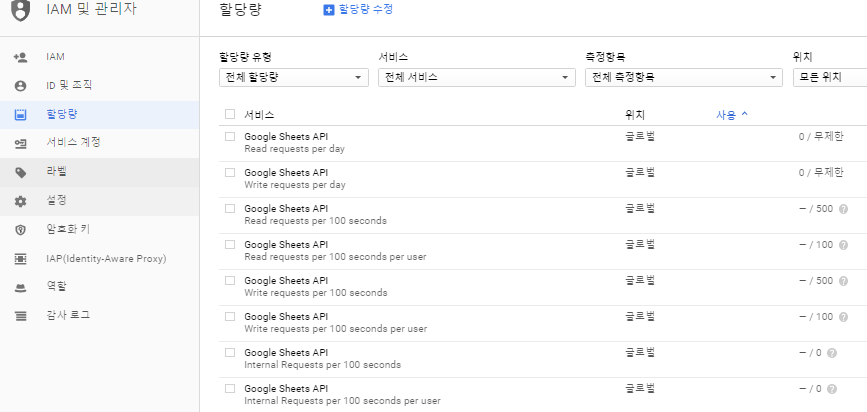 IAM 및 관리자
할당량
할당량 수정
IAM
ID 및 조직
할당량
서비스 계정
라벨
설정
암호화 키
IAP(Identity-Aware Proxy)
역할
감사 로그
할당량 유형 서비스 측정항목 위치
전체 할당량 전체 서비스 전체 측정항목 모든 위치
서비스 위치 사용
Google Sheets API 글로벌 0 / 무제한
Read requests per day
Google Sheets API 글로벌 0 / 무제한
Write requests per day
Google Sheets API 글로벌 — / 500 ?
Read requests per 100 seconds
Google Sheets API 글로벌 — / 100 ?
Read requests per 100 seconds per user
Google Sheets API 글로벌 — / 500 ?
Write requests per 100 seconds
Google Sheets API 글로벌 — / 100 ?
Write requests per 100 seconds per user
Google Sheets API 글로벌 — / 0 ?
Internal Requests per 100 seconds
Google Sheets API 글로벌 — / 0 ?
Internal Requests per 100 seconds per user